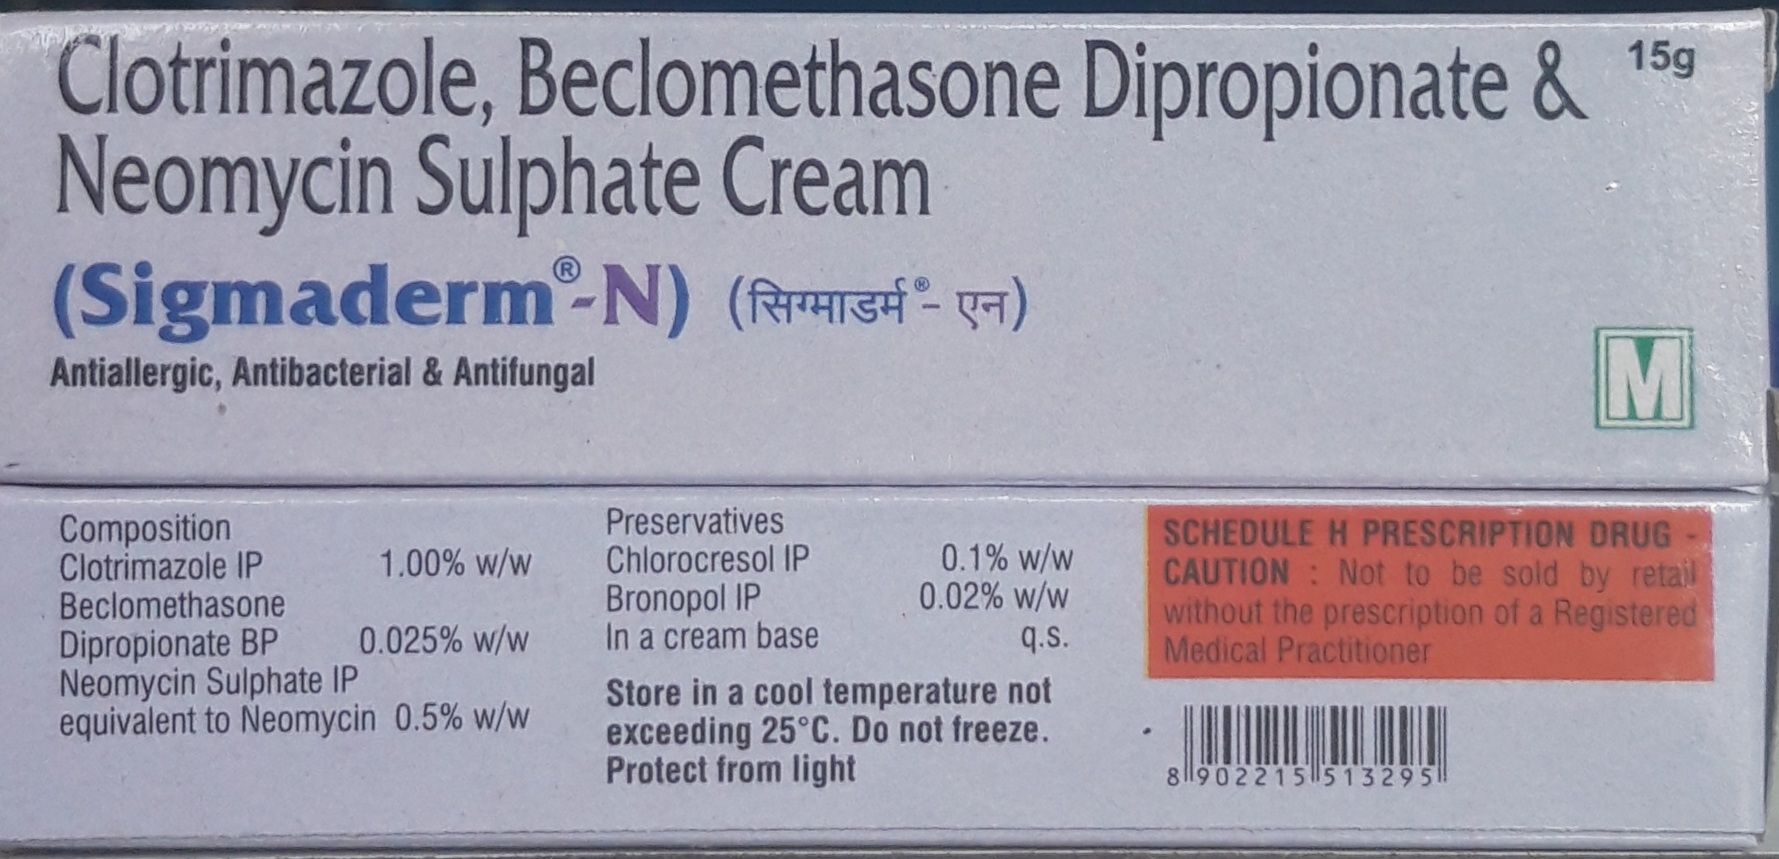 Clotrimazole, Beclomethasone Dipropionate & 15g
Neomycin Sulphate Cream
(Sigmaderm®-N) (सिग्माडर्म®- एन)
Antiallergic, Antibacterial & Antifungal
M
Composition
Clotrimazole IP 1.00% w/w
Beclomethasone
Dipropionate BP 0.025% w/w
Neomycin Sulphate IP
equivalent to Neomycin 0.5% w/w
Preservatives
Chlorocresol IP 0.1% w/w
Bronopol IP 0.02% w/w
In a cream base q.s.
Store in a cool temperature not
exceeding 25°C. Do not freeze.
Protect from light
SCHEDULE H PRESCRIPTION DRUG -
CAUTION : Not to be sold by retail
without the prescription of a Registered
Medical Practitioner
8 902215 513295